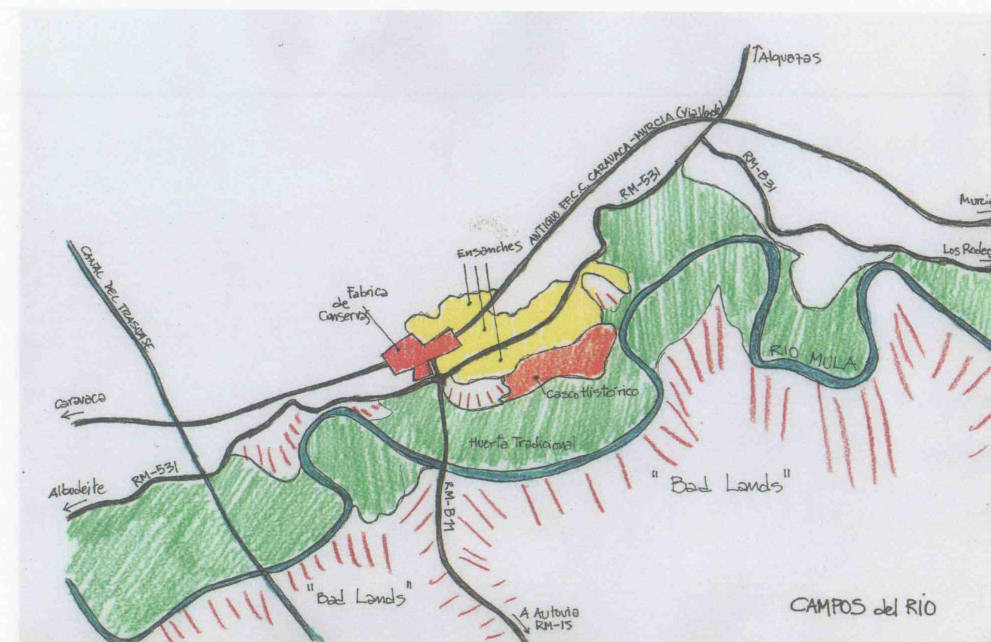 ↑Alguazas
ANTIGUO FF.C.C. CARAVACA-MURCIA (Vía Verde)
RM-531
RM-B31
Murcia
Los Rodeos
Ensanches
Fabrica
de
Conservas
CANAL DEL TRASVASE
RIO MULA
Casco Histórico
Caravaca
←
Huerta Tradicional
"Bad Lands"
RM-531
Albudeite
←
RM-B11
"Bad Lands"
A Autovía
RM-15
CAMPOS del RIO